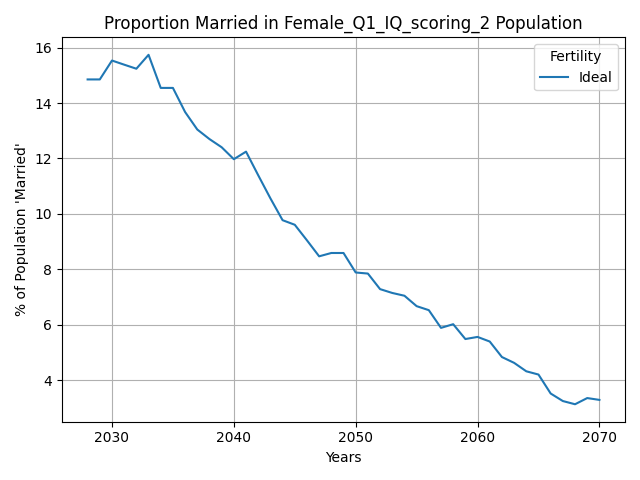 Proportion Married in Female_Q1_IQ_scoring_2 Population
Fertility
Ideal
% of Population 'Married'
16
14
12
10
8
6
4
2030 2040 2050 2060 2070
Years